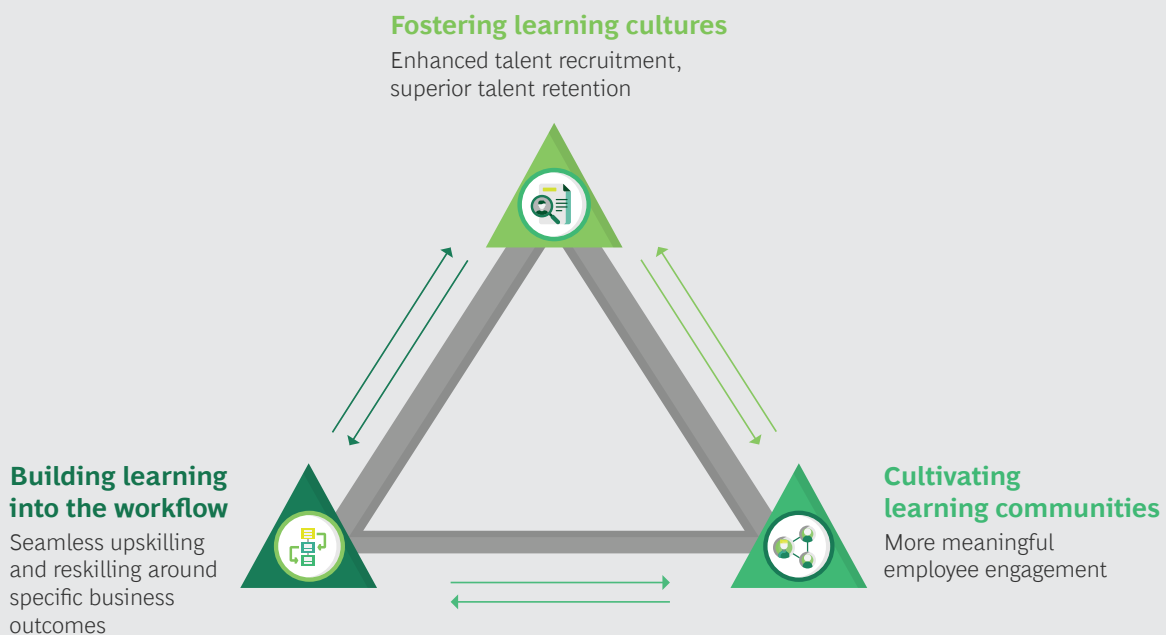 Fostering learning cultures
Enhanced talent recruitment,
superior talent retention
Building learning
into the workflow
Seamless upskilling
and reskilling around
specific business
outcomes
Cultivating
learning communities
More meaningful
employee engagement